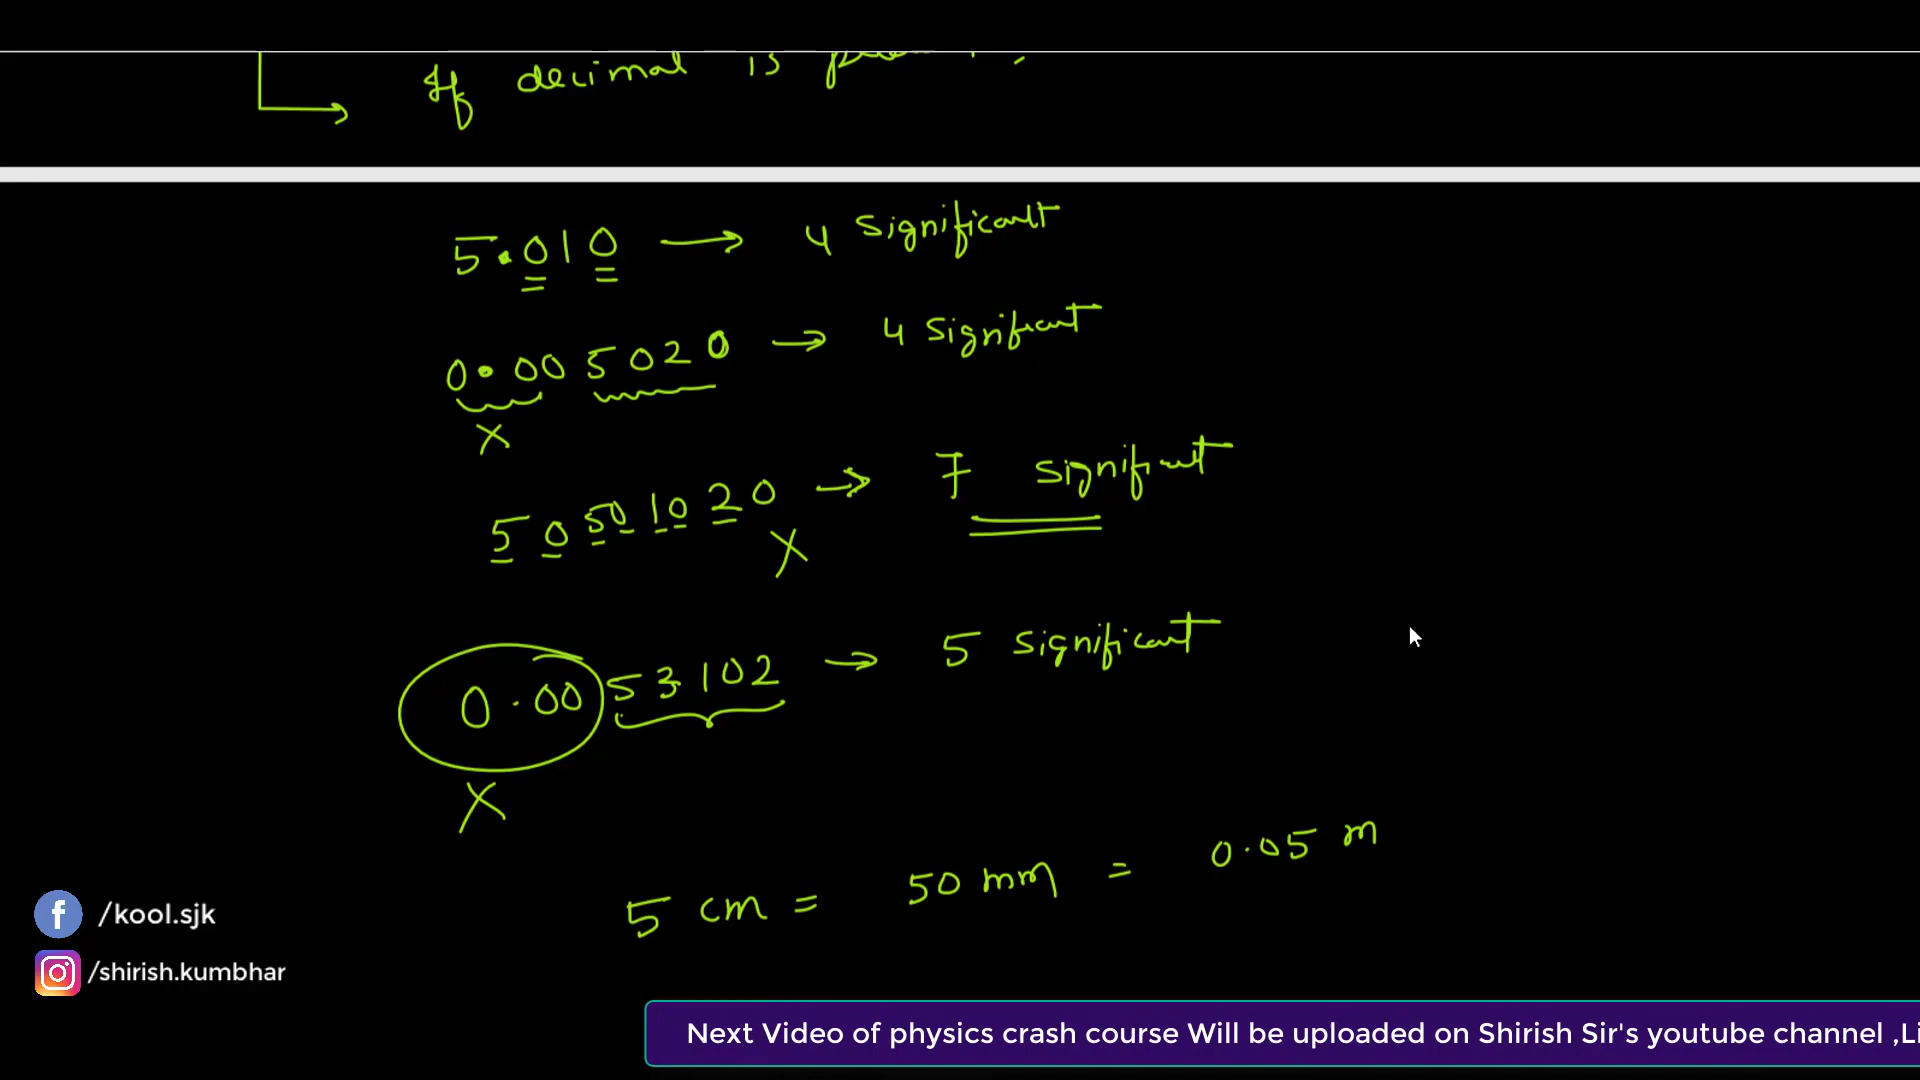 If decimal is
5.010 → 4 significant
0.005020 → 4 significant
X
50501020 → 7 significant
X
0.0053102 → 5 significant
X
5 cm = 50 mm = 0.05 m
/kool.sjk
/shirish.kumbhar
Next Video of physics crash course Will be uploaded on Shirish Sir's youtube channel ,Li